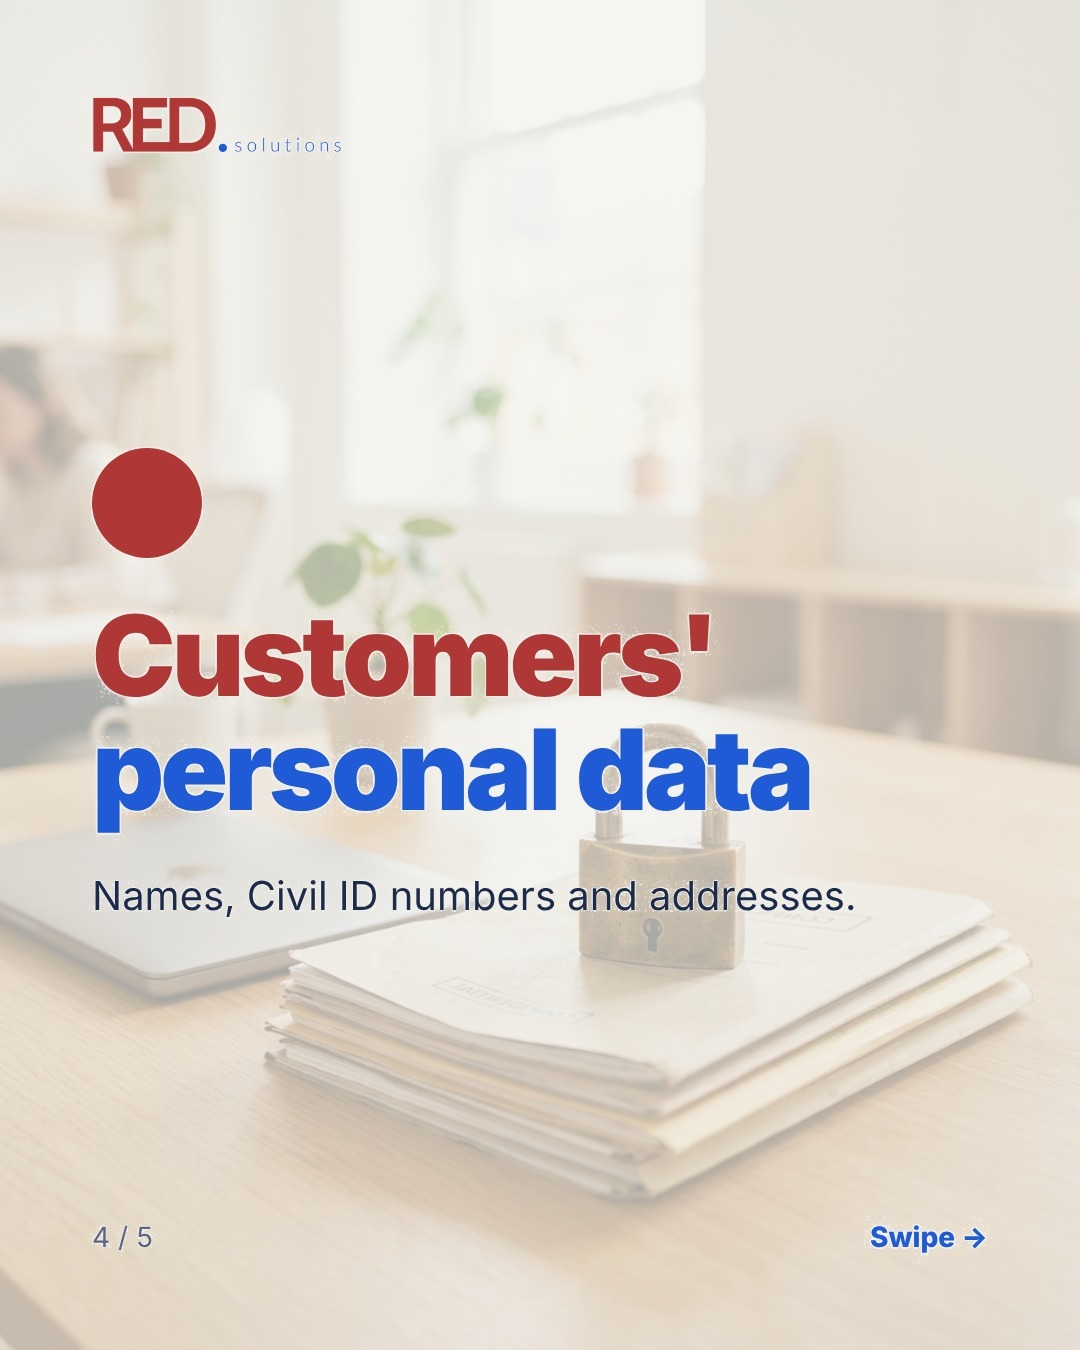 RED.solutions
Customers'
personal data
Names, Civil ID numbers and addresses.
4 / 5
Swipe →